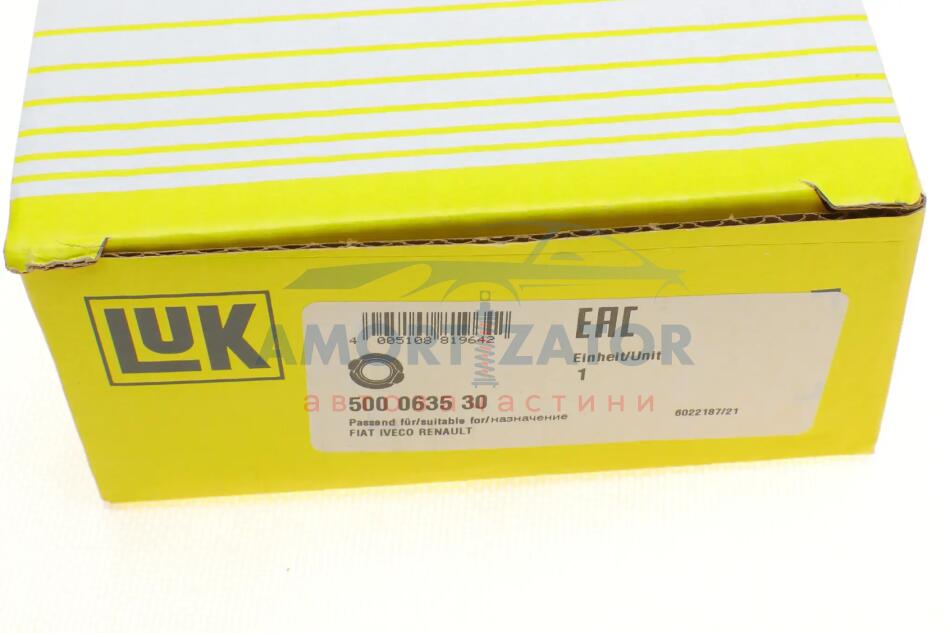 LUK
4 005108 819642
EAC
Einheit/Unit
1
AMORTIZATOR
автозапчастини
500 0635 30
6022187/21
Passend für/suitable for/назначение
FIAT IVECO RENAULT